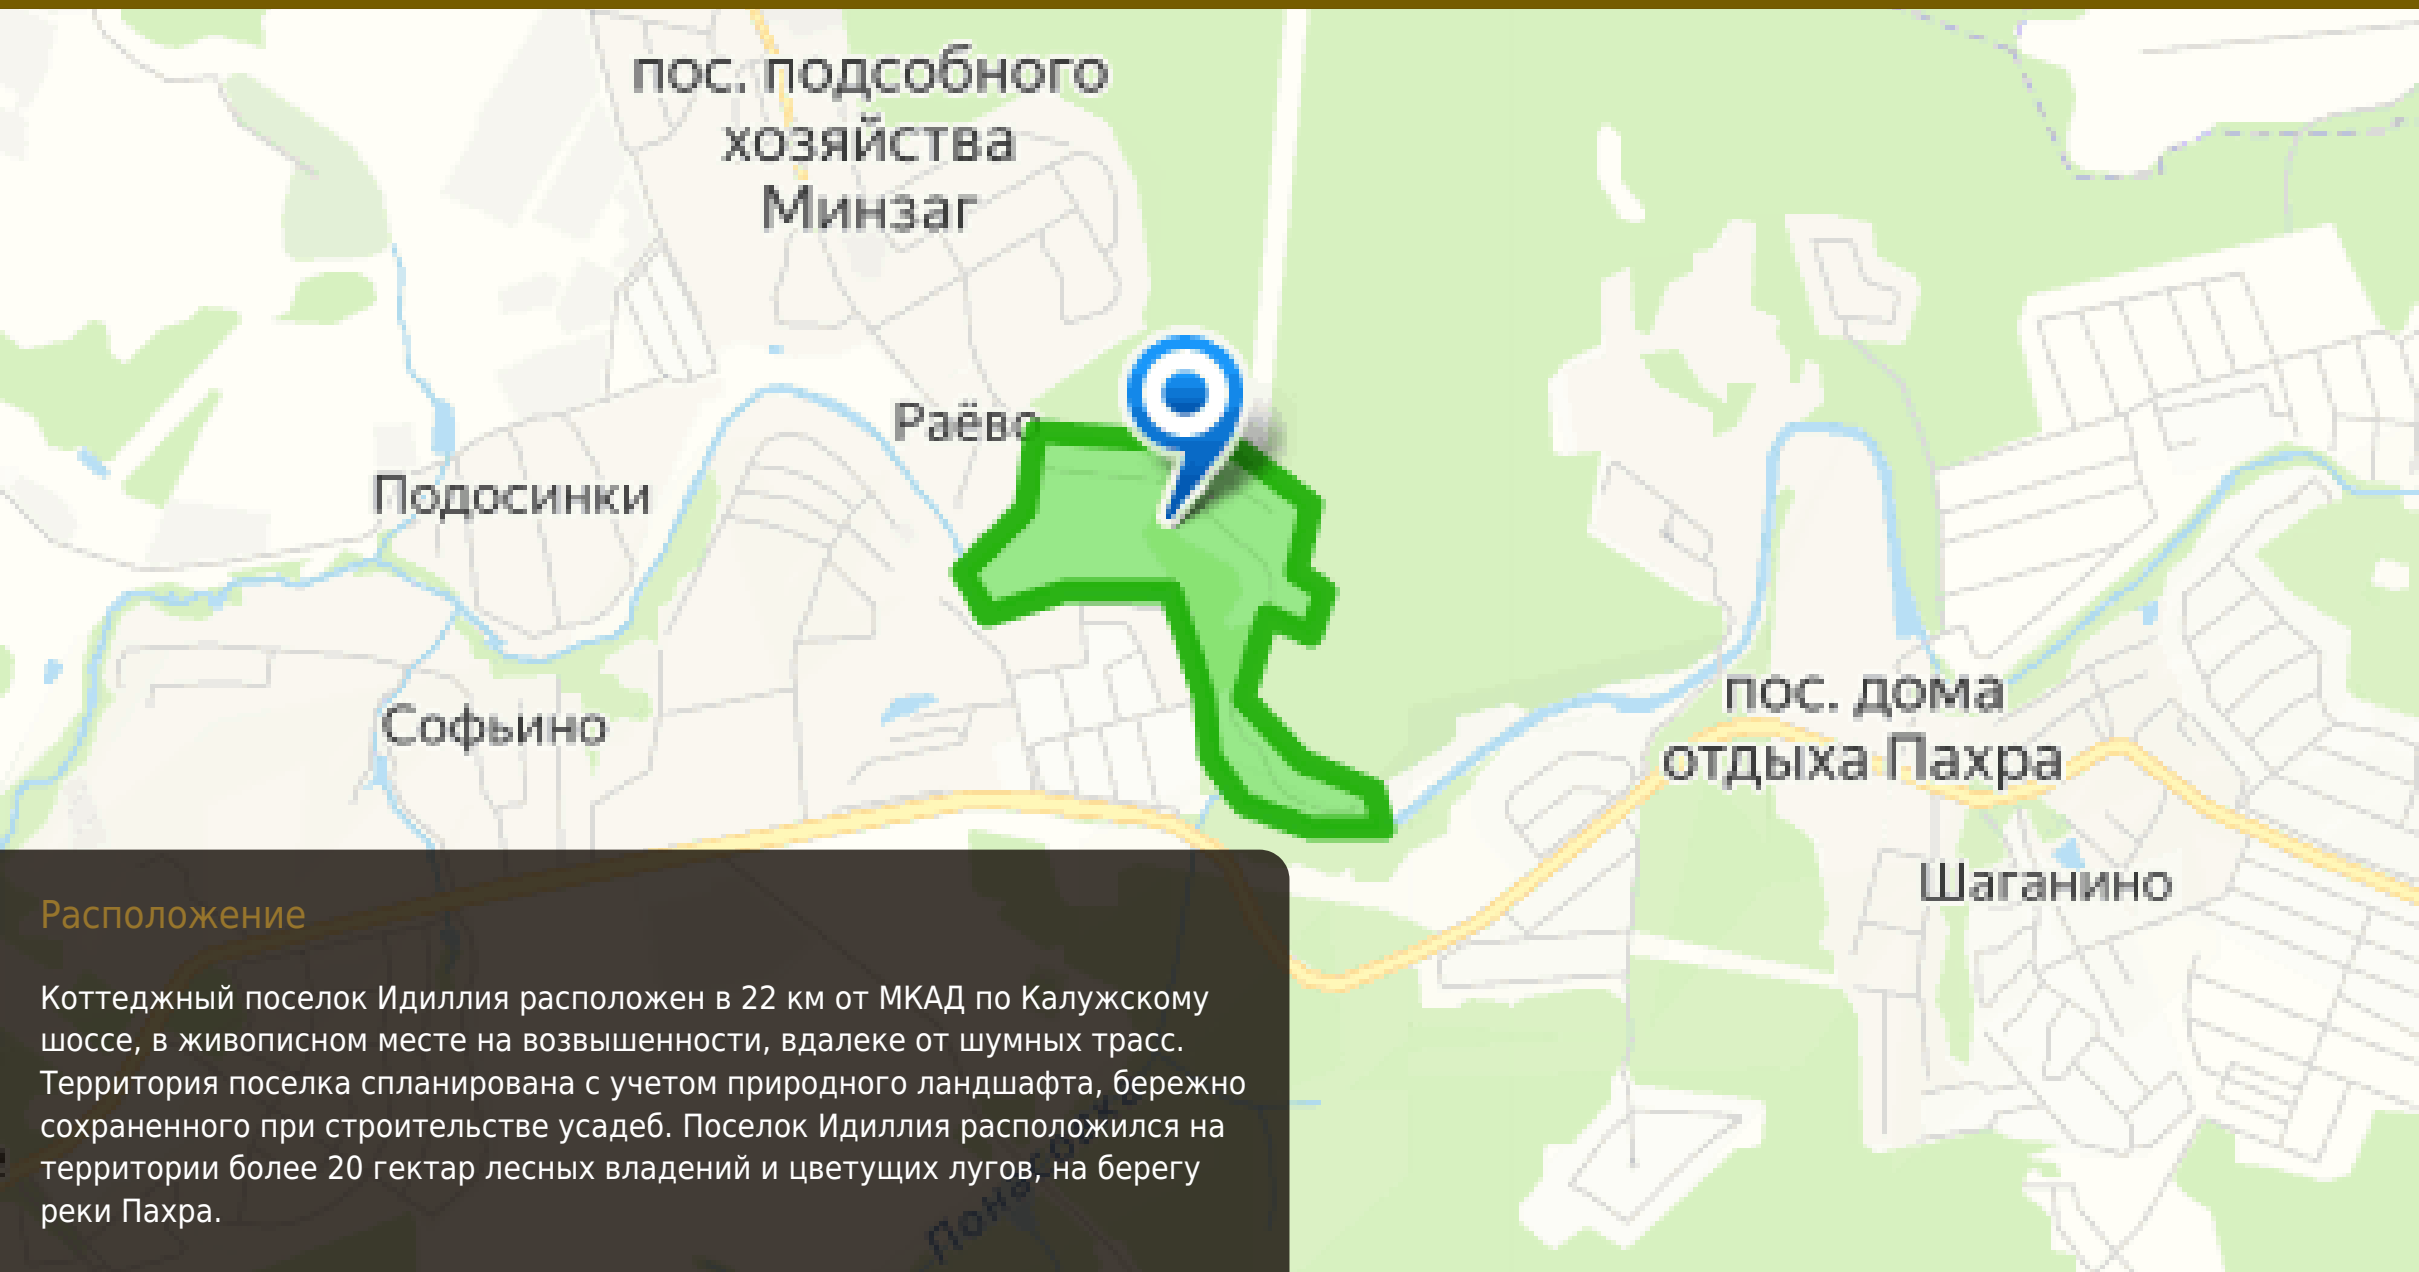 пос. подсобного
хозяйства
Минзаг
Раёво
Подосинки
Софьино
пос. дома
отдыха Пахра
Шаганино
Расположение
Коттеджный поселок Идиллия расположен в 22 км от МКАД по Калужскому
шоссе, в живописном месте на возвышенности, вдалеке от шумных трасс.
Территория поселка спланирована с учетом природного ландшафта, бережно
сохраненного при строительстве усадеб. Поселок Идиллия расположился на
территории более 20 гектар лесных владений и цветущих лугов, на берегу
реки Пахра.